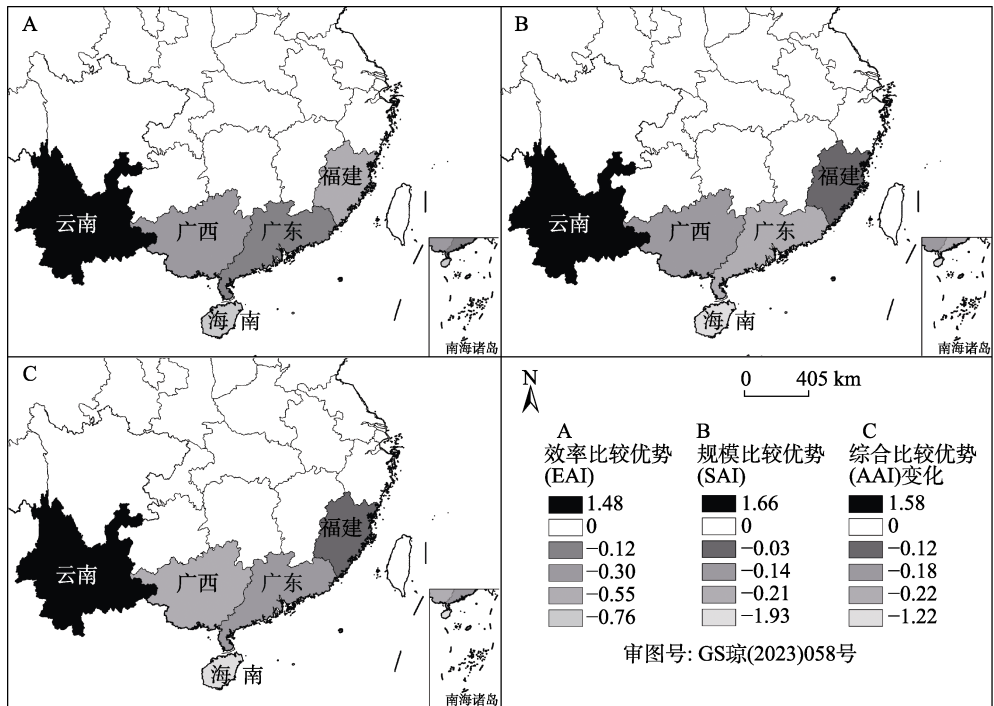 A
福建
云南
广西
广东
海南
南海诸岛
B
福建
云南
广西
广东
海南
南海诸岛
C
福建
云南
广西
广东
海南
南海诸岛
N
0 405 km
A
效率比较优势
(EAI)
1.48
0
−0.12
−0.30
−0.55
−0.76
B
规模比较优势
(SAI)
1.66
0
−0.03
−0.14
−0.21
−1.93
C
综合比较优势
(AAI)变化
1.58
0
−0.12
−0.18
−0.22
−1.22
审图号: GS琼(2023)058号